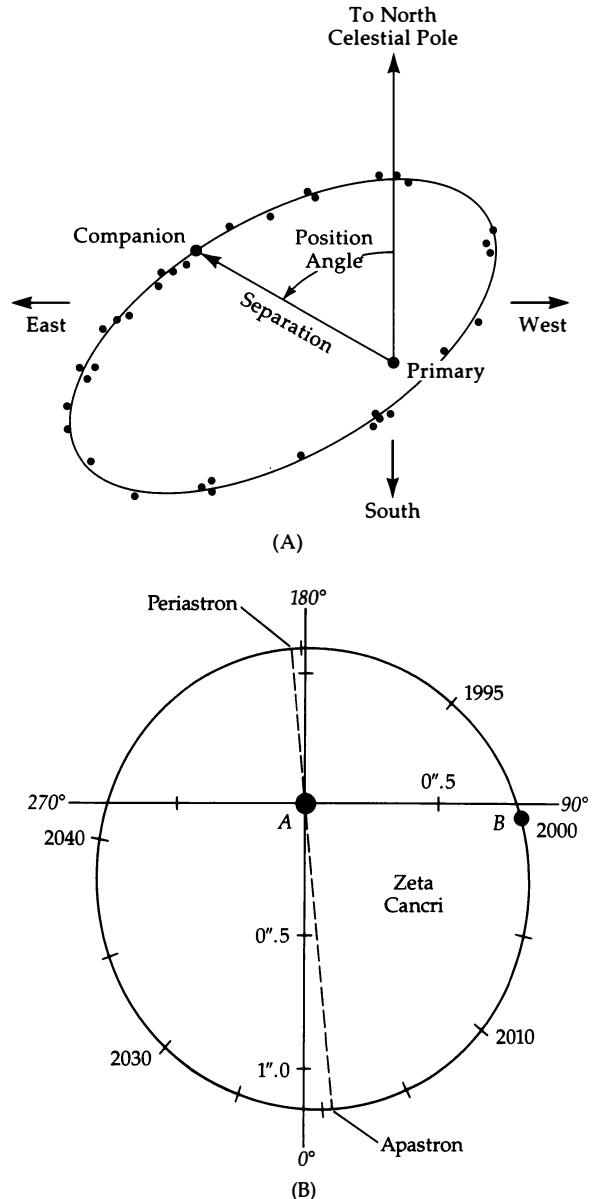 To North
Celestial Pole
Companion
Position
Angle
Separation
East
West
Primary
South
(A)
Periastron
180°
1995
0".5
270°
90°
A
B
2000
2040
Zeta
Cancri
0".5
2010
2030
1".0
Apastron
0°
(B)